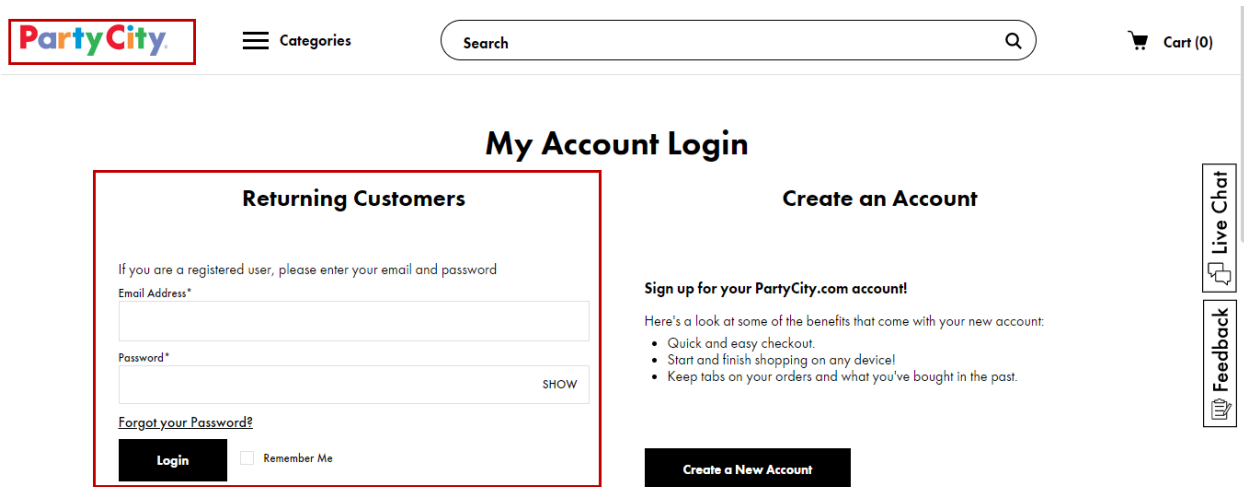 PartyCity
Categories
Search
Cart (0)
My Account Login
Returning Customers
If you are a registered user, please enter your email and password
Email Address*
Password*
SHOW
Forgot your Password?
Login
Remember Me
Create an Account
Sign up for your PartyCity.com account!
Here's a look at some of the benefits that come with your new account:
• Quick and easy checkout.
• Start and finish shopping on any device!
• Keep tabs on your orders and what you've bought in the past.
Create a New Account
Live Chat
Feedback